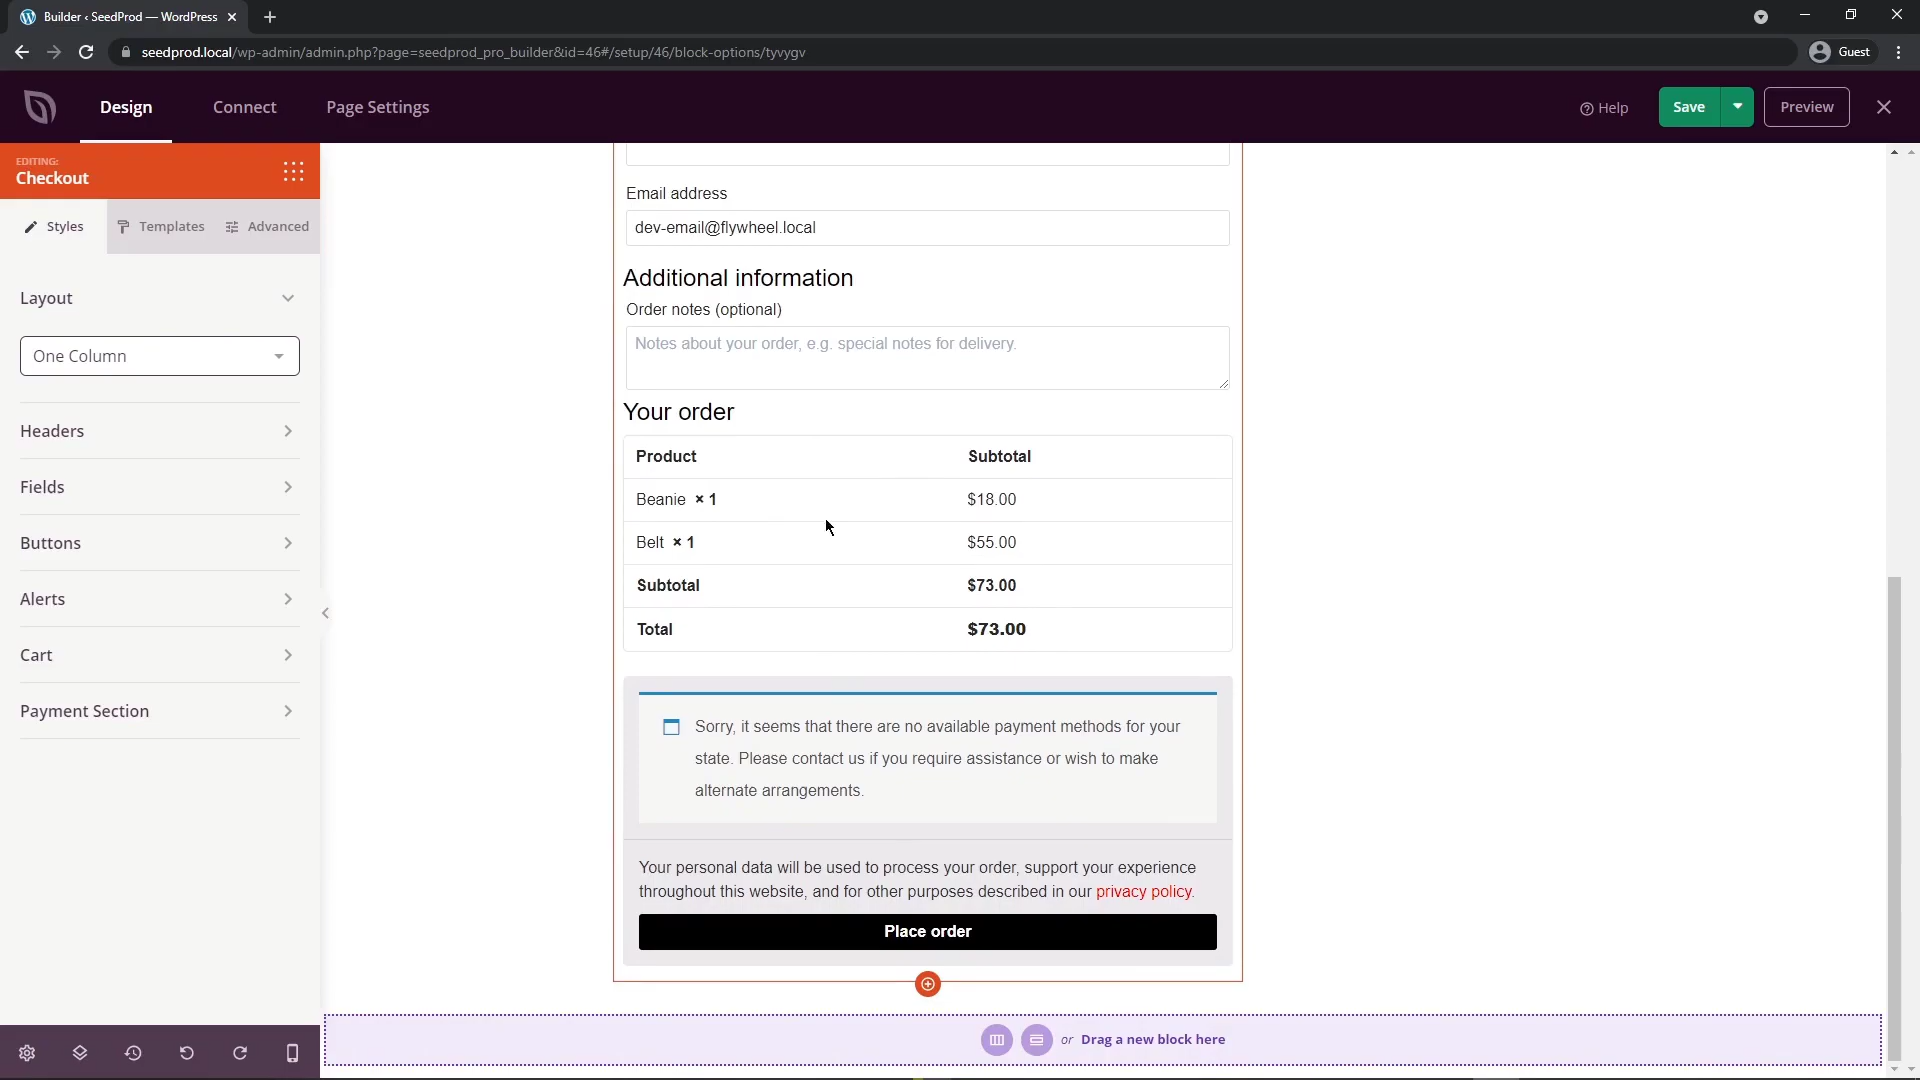 Builder ‹ SeedProd — WordPress
seedprod.local/wp-admin/admin.php?page=seedprod_pro_builder&id=46#/setup/46/block-options/tyvygv
Guest
Design
Connect
Page Settings
Help
Save
Preview
EDITING:
Checkout
Styles
Templates
Advanced
Layout
One Column
Headers
Fields
Buttons
Alerts
Cart
Payment Section
Email address
dev-email@flywheel.local
Additional information
Order notes (optional)
Notes about your order, e.g. special notes for delivery.
Your order
Product Subtotal
Beanie × 1 $18.00
Belt × 1 $55.00
Subtotal $73.00
Total $73.00
Sorry, it seems that there are no available payment methods for your
state. Please contact us if you require assistance or wish to make
alternate arrangements.
Your personal data will be used to process your order, support your experience
throughout this website, and for other purposes described in our privacy policy.
Place order
or Drag a new block here